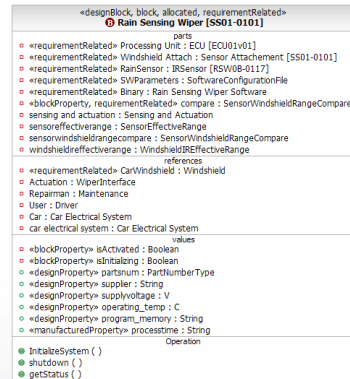 «designBlock, block, allocated, requirementRelated»
B Rain Sensing Wiper [SS01-0101]
parts
«requirementRelated» Processing Unit : ECU [ECU01v01]
«requirementRelated» Windshield Attach : Sensor Attachement [SS01-0101]
«requirementRelated» RainSensor : IRSensor [RSW0B-0117]
«requirementRelated» SWParameters : SoftwareConfigurationFile
«requirementRelated» Binary : Rain Sensing Wiper Software
«blockProperty, requirementRelated» compare : SensorWindshieldRangeCompare
sensing and actuation : Sensing and Actuation
sensoreffectiverange : SensorEffectiveRange
sensorwindshieldrangecompare : SensorWindshieldRangeCompare
windshieldireffectiverange : WindshieldIREffectiveRange
references
«requirementRelated» CarWindshield : Windshield
Actuation : WiperInterface
Repairman : Maintenance
User : Driver
Car : Car Electrical System
car electrical system : Car Electrical System
values
«blockProperty» isActivated : Boolean
«blockProperty» isInitializing : Boolean
«designProperty» partsnum : PartNumberType
«designProperty» supplier : String
«designProperty» supplyvoltage : V
«designProperty» operating_temp : C
«designProperty» program_memory : String
«manufacturedProperty» processtime : String
Operation
InitializeSystem ( )
shutdown ( )
getStatus ( )